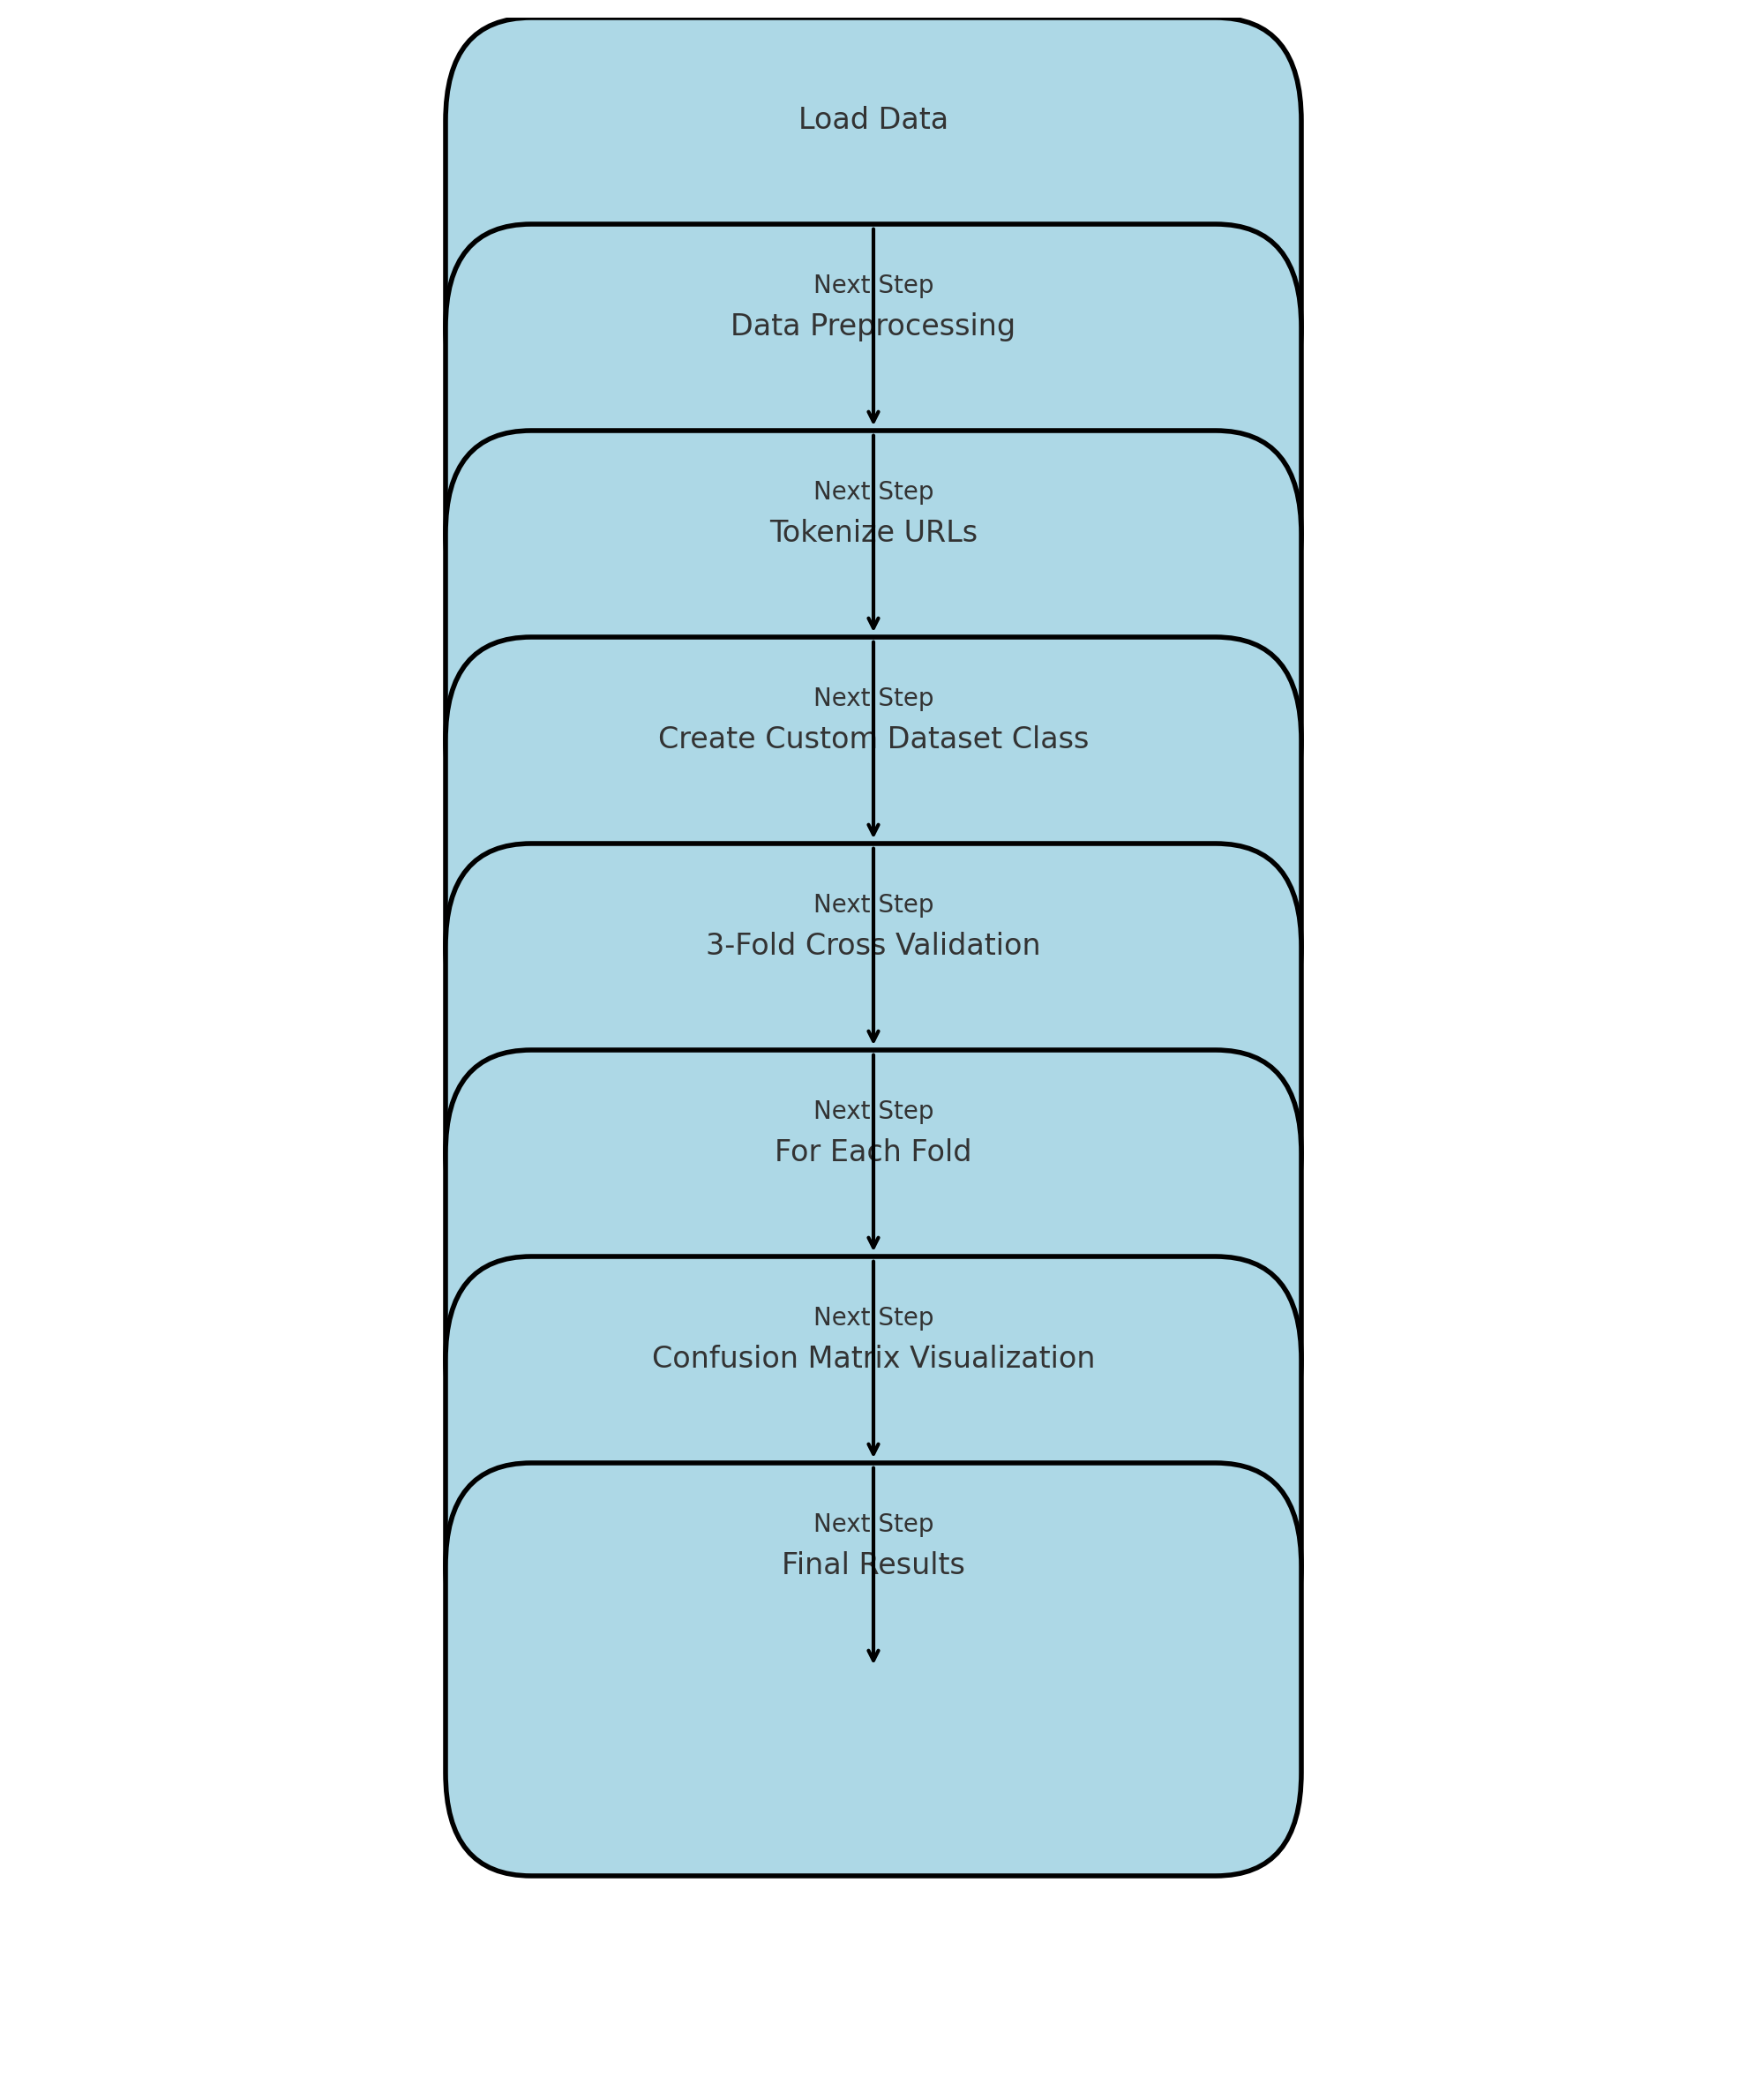 Load Data
Next Step
Data Preprocessing
Next Step
Tokenize URLs
Next Step
Create Custom Dataset Class
Next Step
3-Fold Cross Validation
Next Step
For Each Fold
Next Step
Confusion Matrix Visualization
Next Step
Final Results